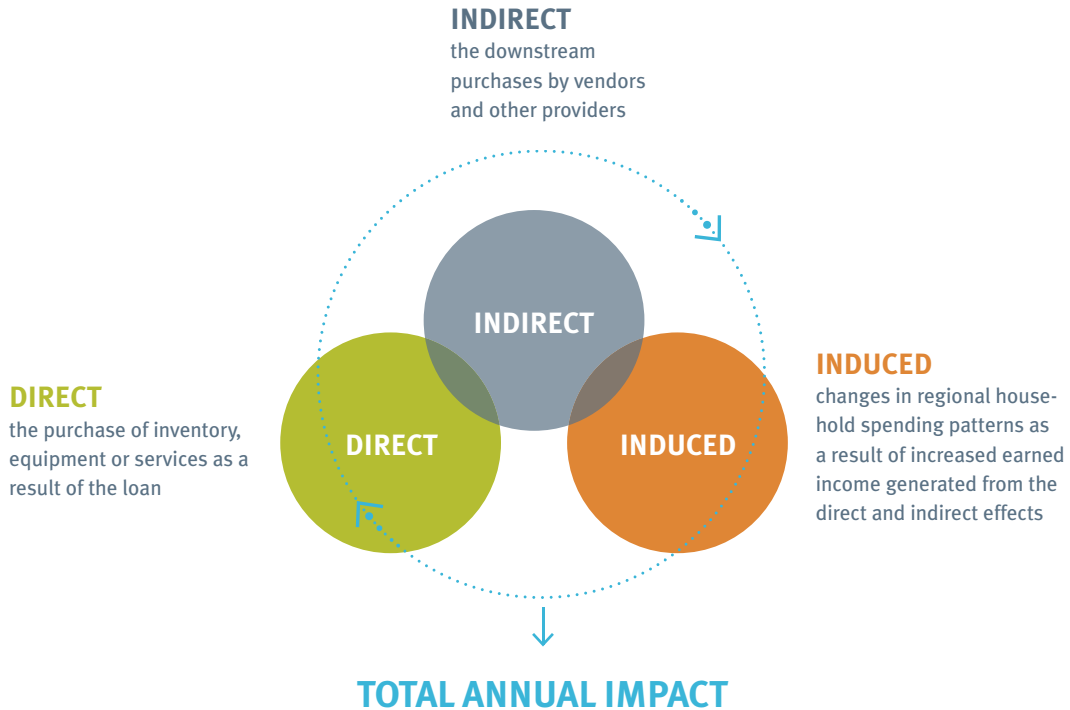 INDIRECT
the downstream
purchases by vendors
and other providers
INDIRECT
DIRECT
the purchase of inventory,
equipment or services as a
result of the loan
DIRECT
INDUCED
INDUCED
changes in regional house-
hold spending patterns as
a result of increased earned
income generated from the
direct and indirect effects
TOTAL ANNUAL IMPACT